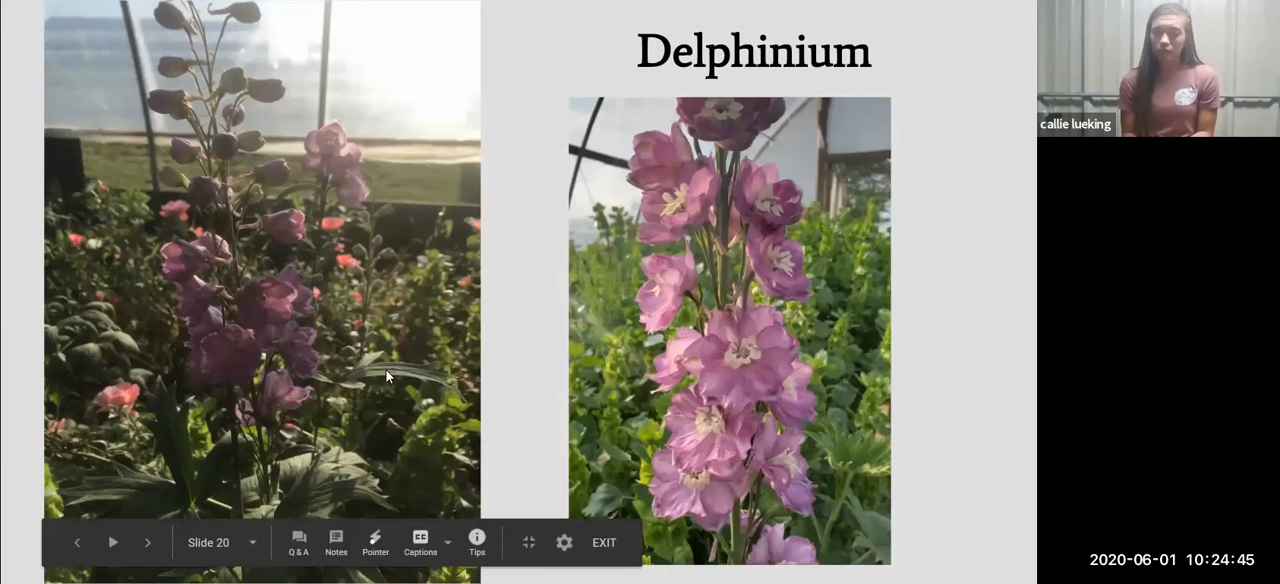 Delphinium
callie lueking
Slide 20
Q & A
Notes
Pointer
Captions
Tips
EXIT
2020-06-01 10:24:45